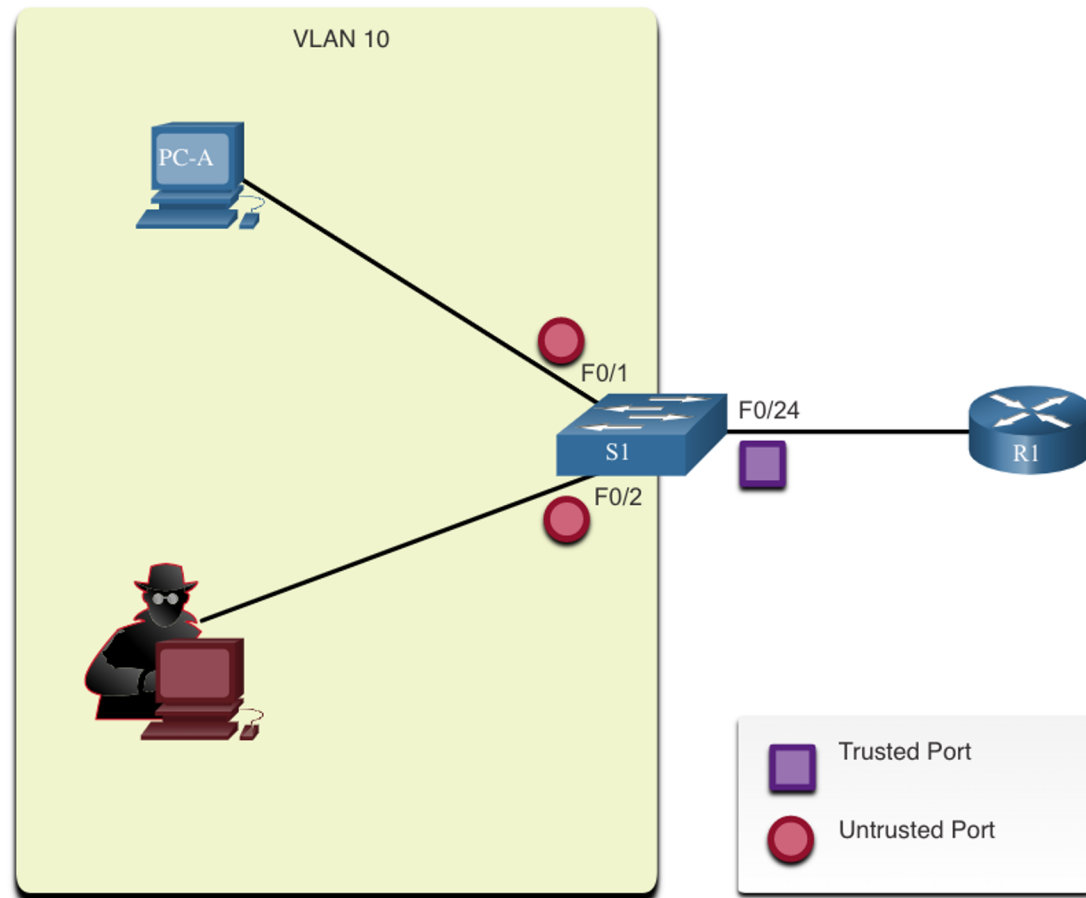 VLAN 10
PC-A
F0/1
F0/24
S1
R1
F0/2
Trusted Port
Untrusted Port